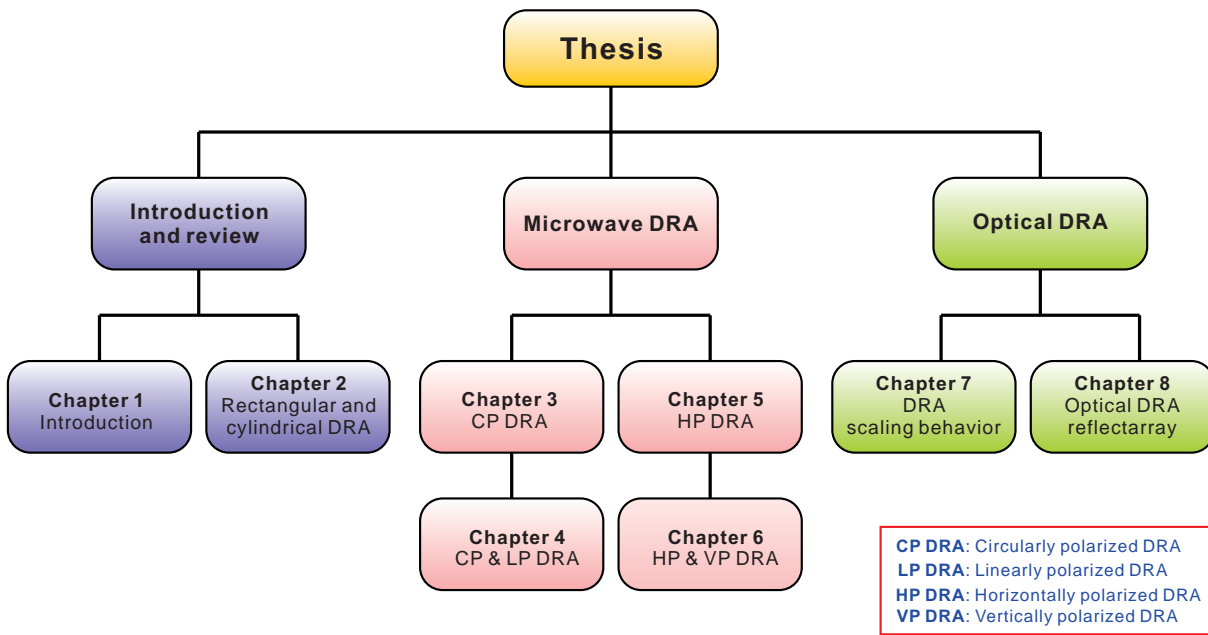 Thesis
Introduction
and review
Microwave DRA
Optical DRA
Chapter 1
Introduction
Chapter 2
Rectangular and
cylindrical DRA
Chapter 3
CP DRA
Chapter 5
HP DRA
Chapter 7
DRA
scaling behavior
Chapter 8
Optical DRA
reflectarray
Chapter 4
CP & LP DRA
Chapter 6
HP & VP DRA
CP DRA: Circularly polarized DRA
LP DRA: Linearly polarized DRA
HP DRA: Horizontally polarized DRA
VP DRA: Vertically polarized DRA